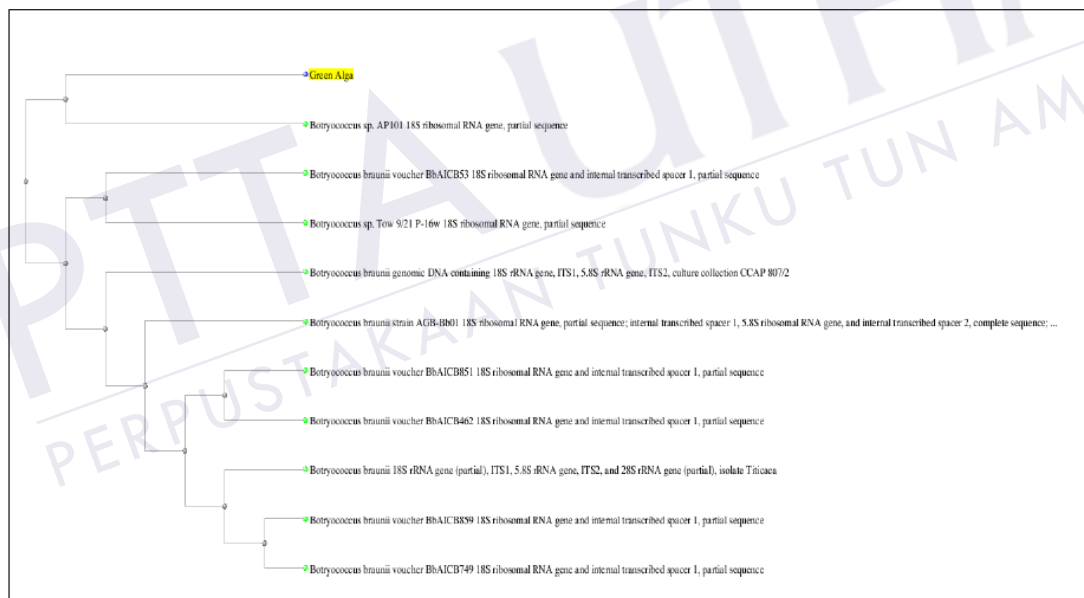 PTTA UTHM
PERPUSTAKAAN TUNKU TUN AM
Green Alga
Botryococcus sp. AP101 18S ribosomal RNA gene, partial sequence
Botryococcus braunii voucher BbAICB53 18S ribosomal RNA gene and internal transcribed spacer 1, partial sequence
Botryococcus sp. Tow 9/21 P-16w 18S ribosomal RNA gene, partial sequence
Botryococcus braunii genomic DNA containing 18S rRNA gene, ITS1, 5.8S rRNA gene, ITS2, culture collection CCAP 807/2
Botryococcus braunii strain AGB-Bb01 18S ribosomal RNA gene, partial sequence; internal transcribed spacer 1, 5.8S ribosomal RNA gene, and internal transcribed spacer 2, complete sequence; ...
Botryococcus braunii voucher BbAICB851 18S ribosomal RNA gene and internal transcribed spacer 1, partial sequence
Botryococcus braunii voucher BbAICB462 18S ribosomal RNA gene and internal transcribed spacer 1, partial sequence
Botryococcus braunii 18S rRNA gene (partial), ITS1, 5.8S rRNA gene, ITS2, and 28S rRNA gene (partial), isolate Titicaca
Botryococcus braunii voucher BbAICB859 18S ribosomal RNA gene and internal transcribed spacer 1, partial sequence
Botryococcus braunii voucher BbAICB749 18S ribosomal RNA gene and internal transcribed spacer 1, partial sequence